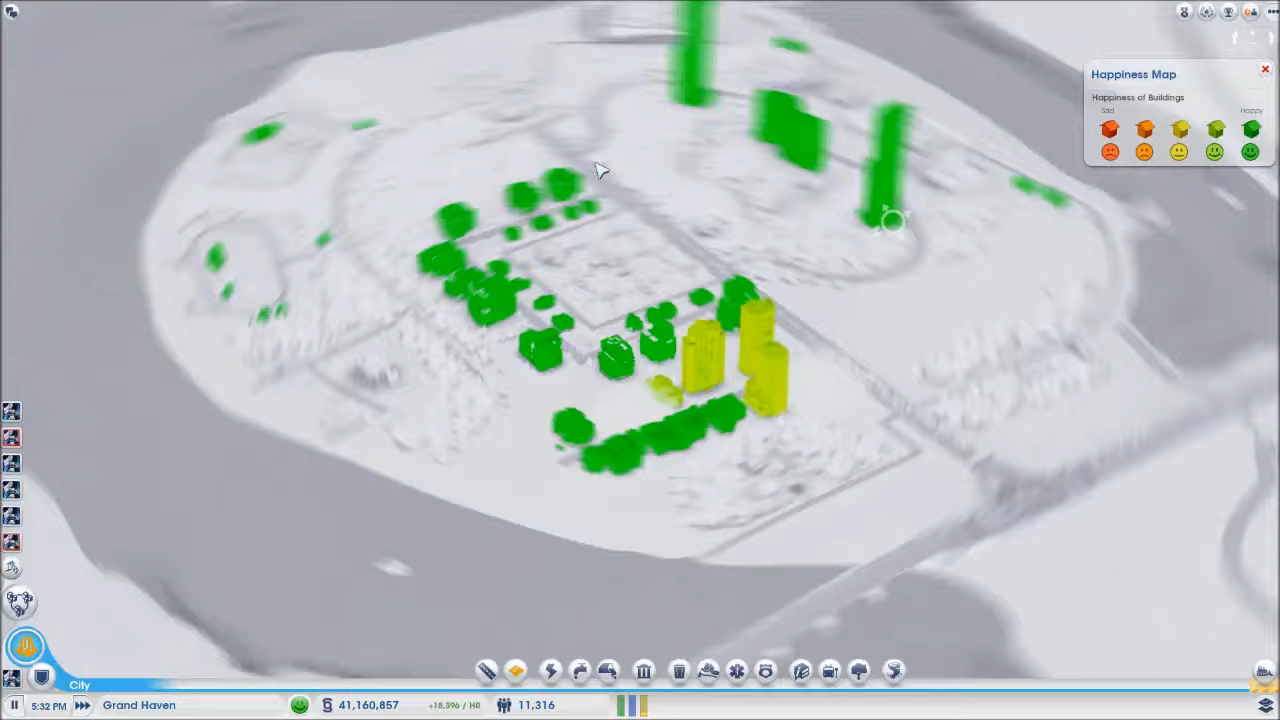 Happiness Map
Happiness of Buildings
Sad
Happy
City
5:32 PM
Grand Haven
41,160,857
+18,396 / HR
11,316